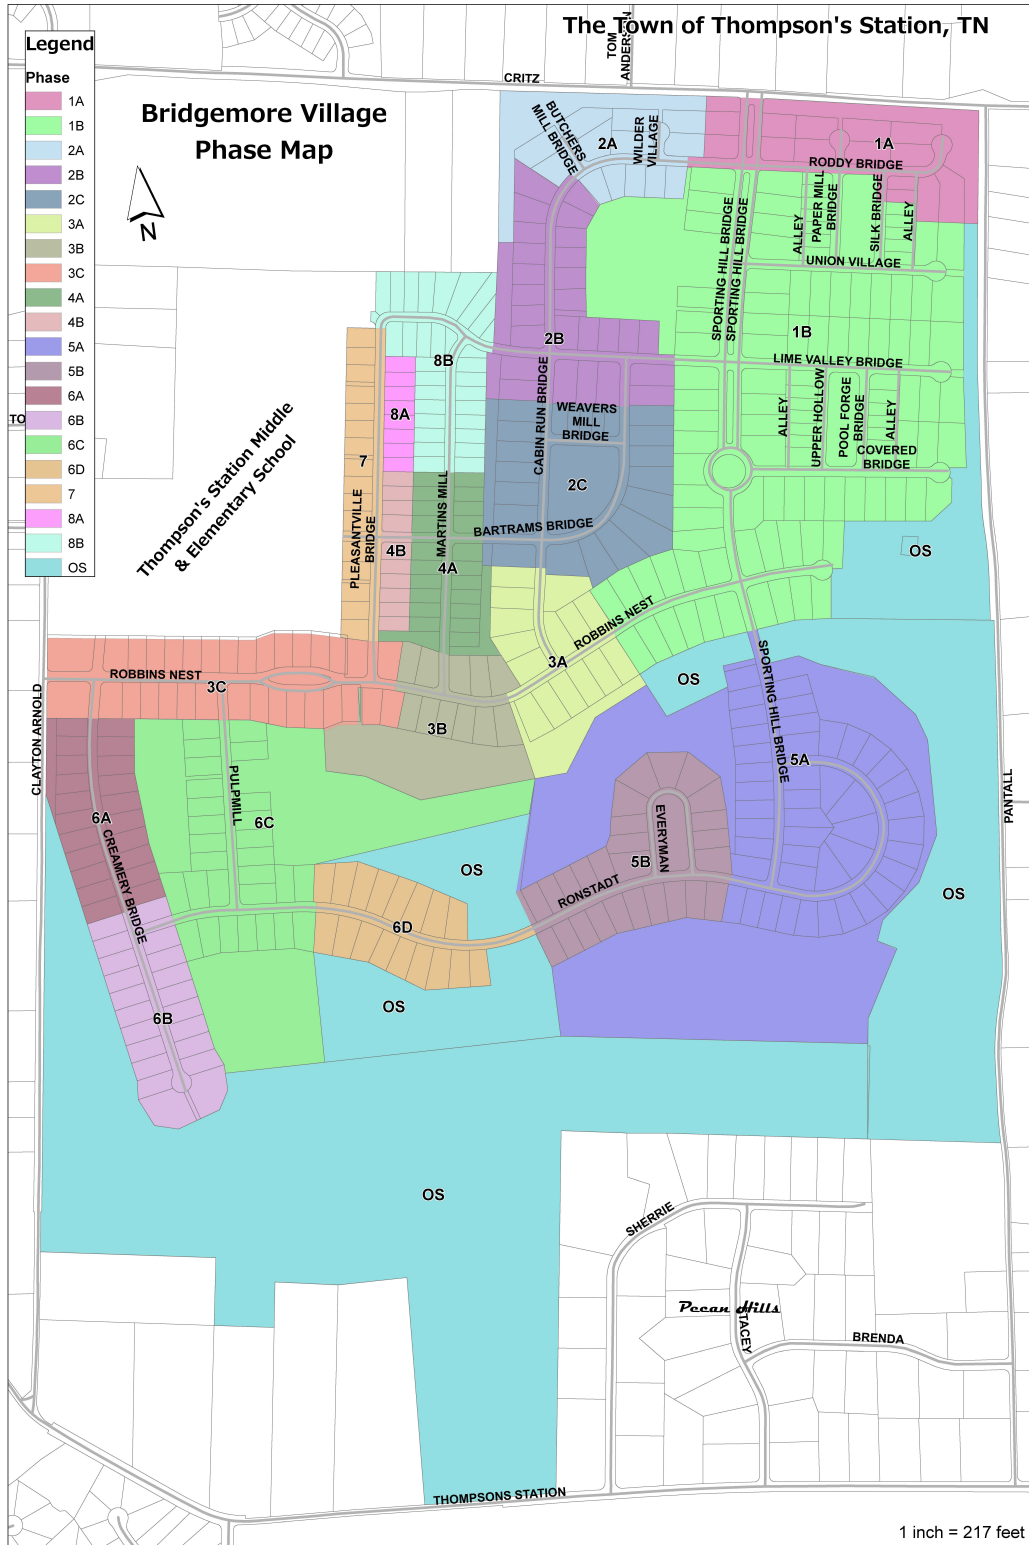 The Town of Thompson's Station, TN
Legend
Phase
1A
1B
2A
2B
2C
3A
3B
3C
4A
4B
5A
5B
6A
6B
6C
6D
7
8A
8B
OS
Bridgemore Village
Phase Map
N
TOM
ANDERSON
CRITZ
BUTCHERS
MILL BRIDGE
2A
WILDER
VILLAGE
1A
RODDY BRIDGE
ALLEY
PAPER MILL
BRIDGE
SILK BRIDGE
ALLEY
SPORTING HILL BRIDGE
SPORTING HILL BRIDGE
UNION VILLAGE
1B
2B
LIME VALLEY BRIDGE
8B
8A
CABIN RUN BRIDGE
WEAVERS
MILL
BRIDGE
ALLEY
UPPER HOLLOW
POOL FORGE
BRIDGE
ALLEY
COVERED
BRIDGE
TO
Thompson's Station Middle
& Elementary School
7
2C
PLEASANTVILLE
BRIDGE
MARTINS MILL
BARTRAMS BRIDGE
4B
4A
OS
ROBBINS NEST
3A
SPORTING HILL BRIDGE
OS
ROBBINS NEST
3C
3B
CLAYTON ARNOLD
PANTALL
5A
PULPMILL
6C
6A
CREAMERY BRIDGE
EVERYMAN
5B
OS
RONSTADT
OS
6D
OS
6B
OS
SHERRIE
Pecan Hills
STACEY
BRENDA
THOMPSONS STATION
1 inch = 217 feet